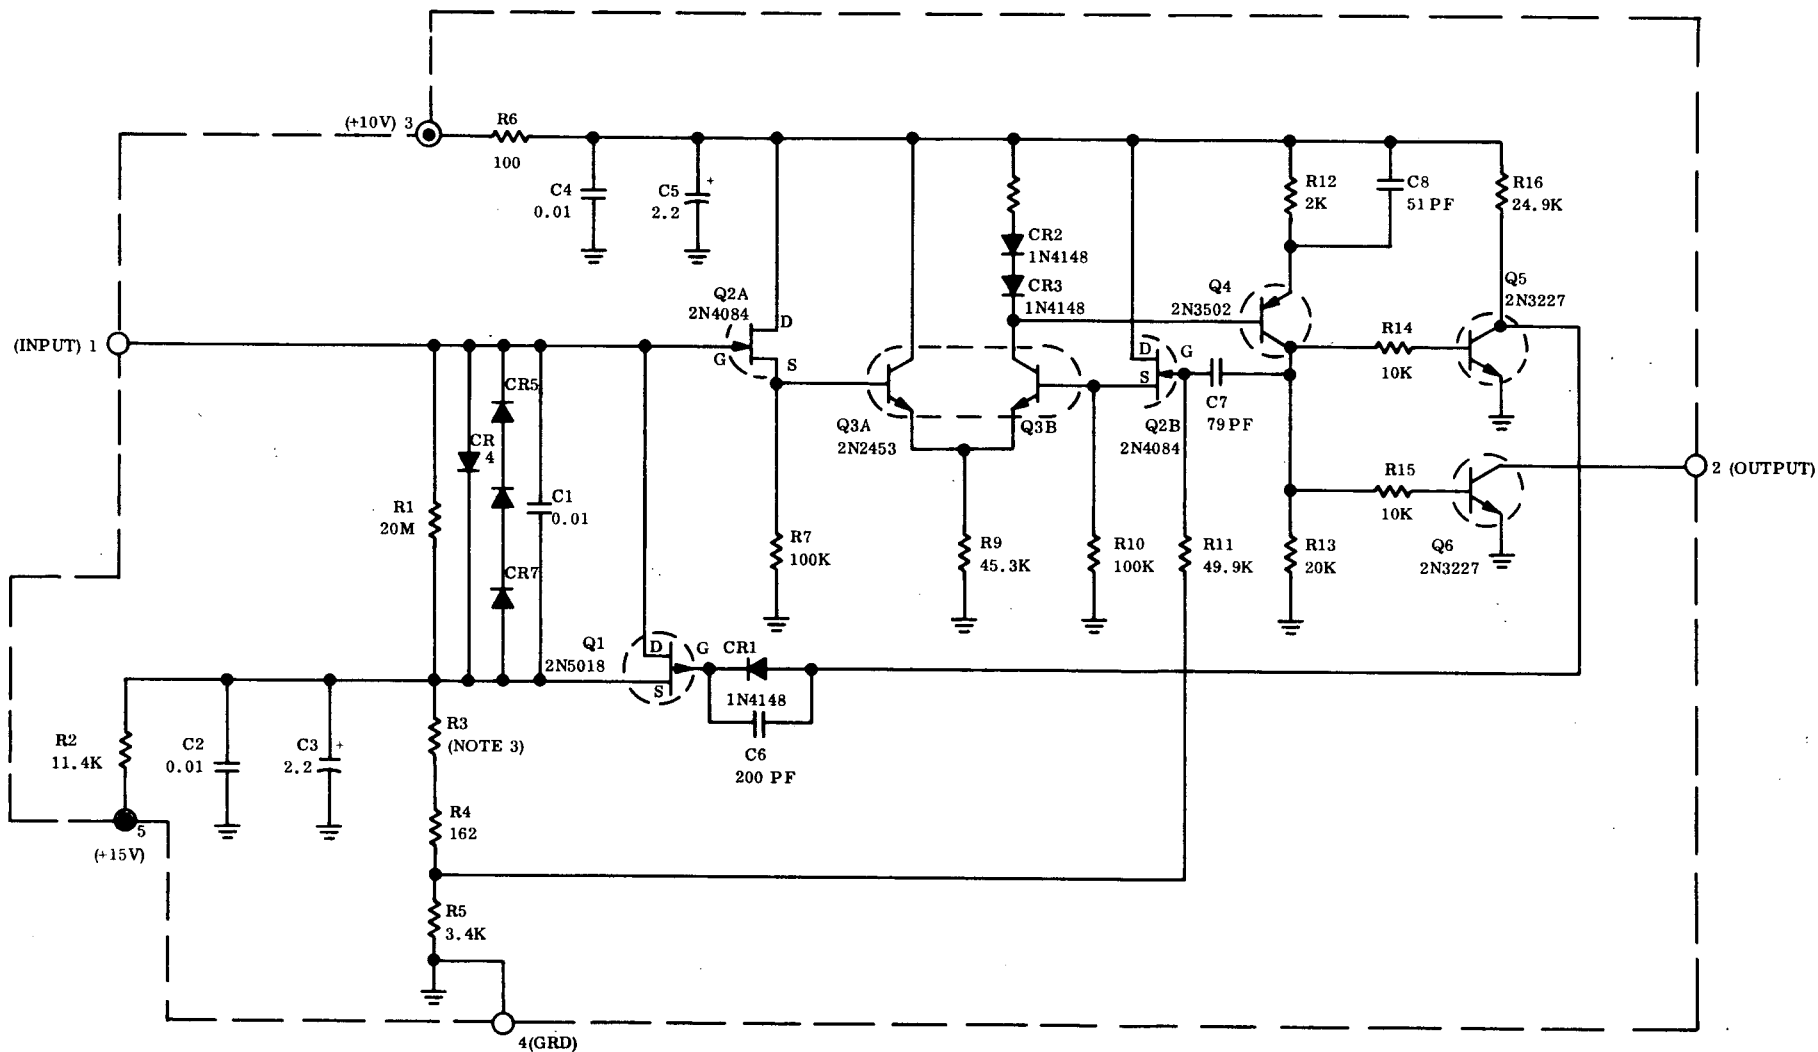 (+10V) 3
R6
100
C4
0.01
C5
+
2.2
R12
2K
C8
51 PF
R16
24.9K
CR2
1N4148
CR3
1N4148
Q2A
2N4084
D
G
S
Q4
2N3502
Q5
2N3227
(INPUT) 1
CR5
CR
4
C1
0.01
R1
20M
CR7
Q3A
2N2453
Q3B
D
G
S
Q2B
2N4084
C7
79 PF
R14
10K
R15
10K
2 (OUTPUT)
R7
100K
R9
45.3K
R10
100K
R11
49.9K
R13
20K
Q6
2N3227
Q1
2N5018
D
G
S
CR1
1N4148
C6
200 PF
R2
11.4K
C2
0.01
C3
+
2.2
R3
(NOTE 3)
R4
162
5
(+15V)
R5
3.4K
4(GRD)